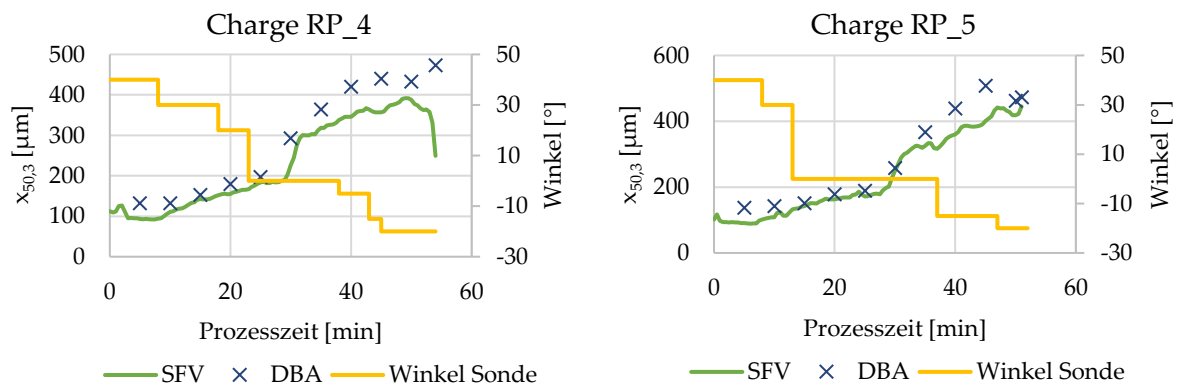 Charge RP_4
500
400
300
200
100
0
x50,3 [µm]
50
30
10
-10
-30
Winkel [°]
0 20 40 60
Prozesszeit [min]
SFV DBA Winkel Sonde
Charge RP_5
600
400
200
0
x50,3 [µm]
50
30
10
-10
-30
Winkel [°]
0 20 40 60
Prozesszeit [min]
SFV DBA Winkel Sonde